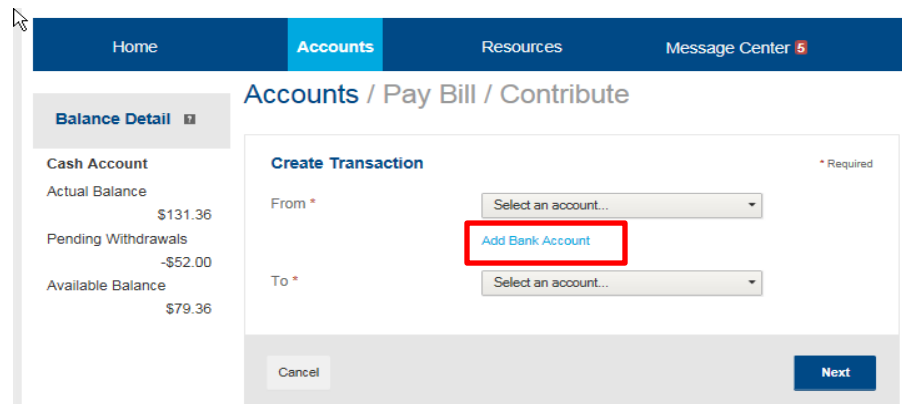 Home Accounts Resources Message Center 5
Accounts / Pay Bill / Contribute
Balance Detail ?
Cash Account
Actual Balance
$131.36
Pending Withdrawals
-$52.00
Available Balance
$79.36
Create Transaction * Required
From * Select an account...
Add Bank Account
To * Select an account...
Cancel Next